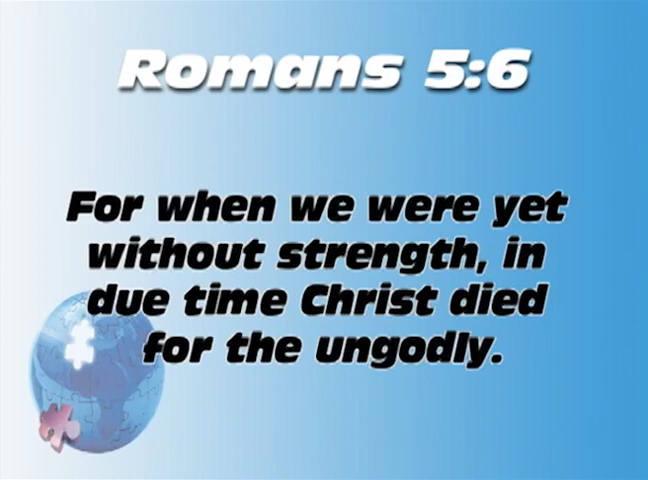 Romans 5:6
For when we were yet
without strength, in
due time Christ died
for the ungodly.